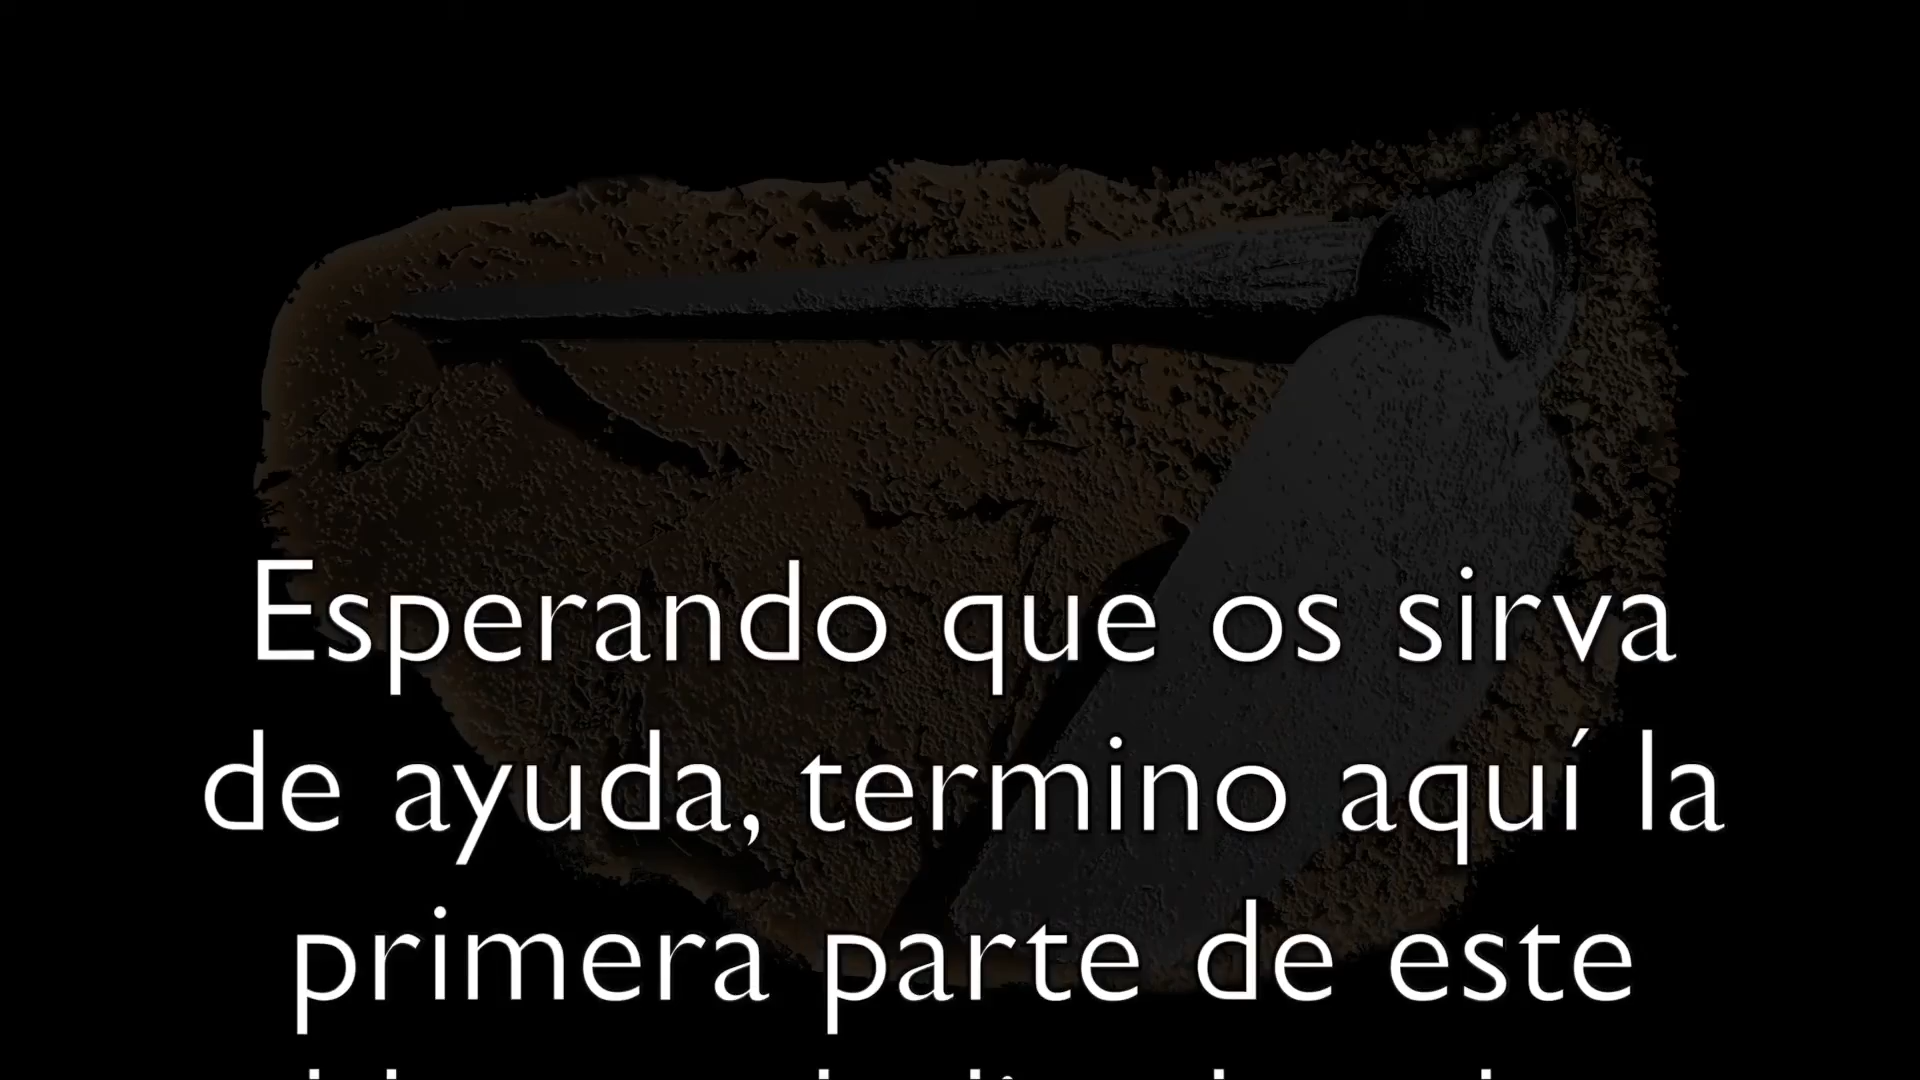 Esperando que os sirva
de ayuda, termino aquí la
primera parte de este